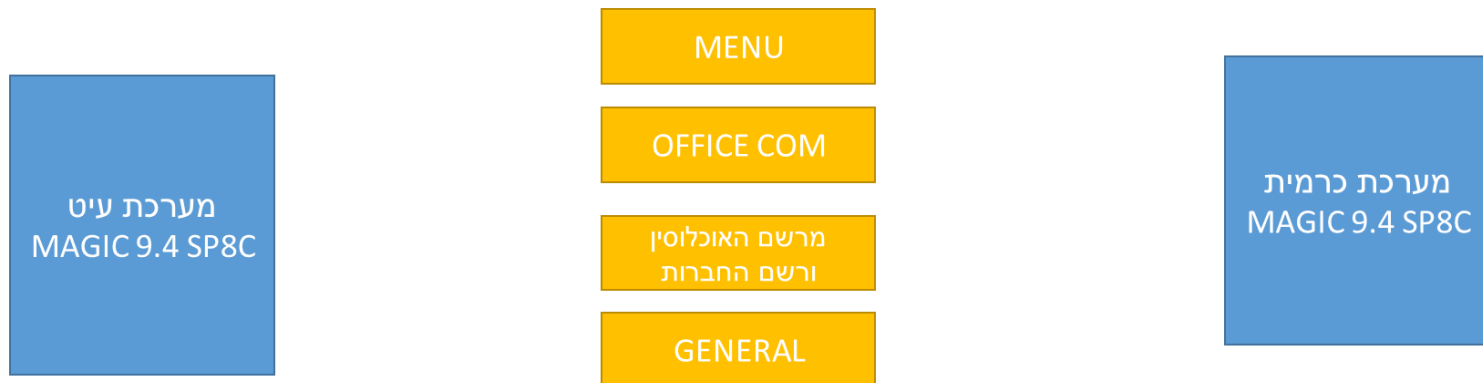 MENU
OFFICE COM
מערכת כרמית
MAGIC 9.4 SP8C
מערכת עיט
MAGIC 9.4 SP8C
מרשם האוכלוסין
ורשם החברות
GENERAL